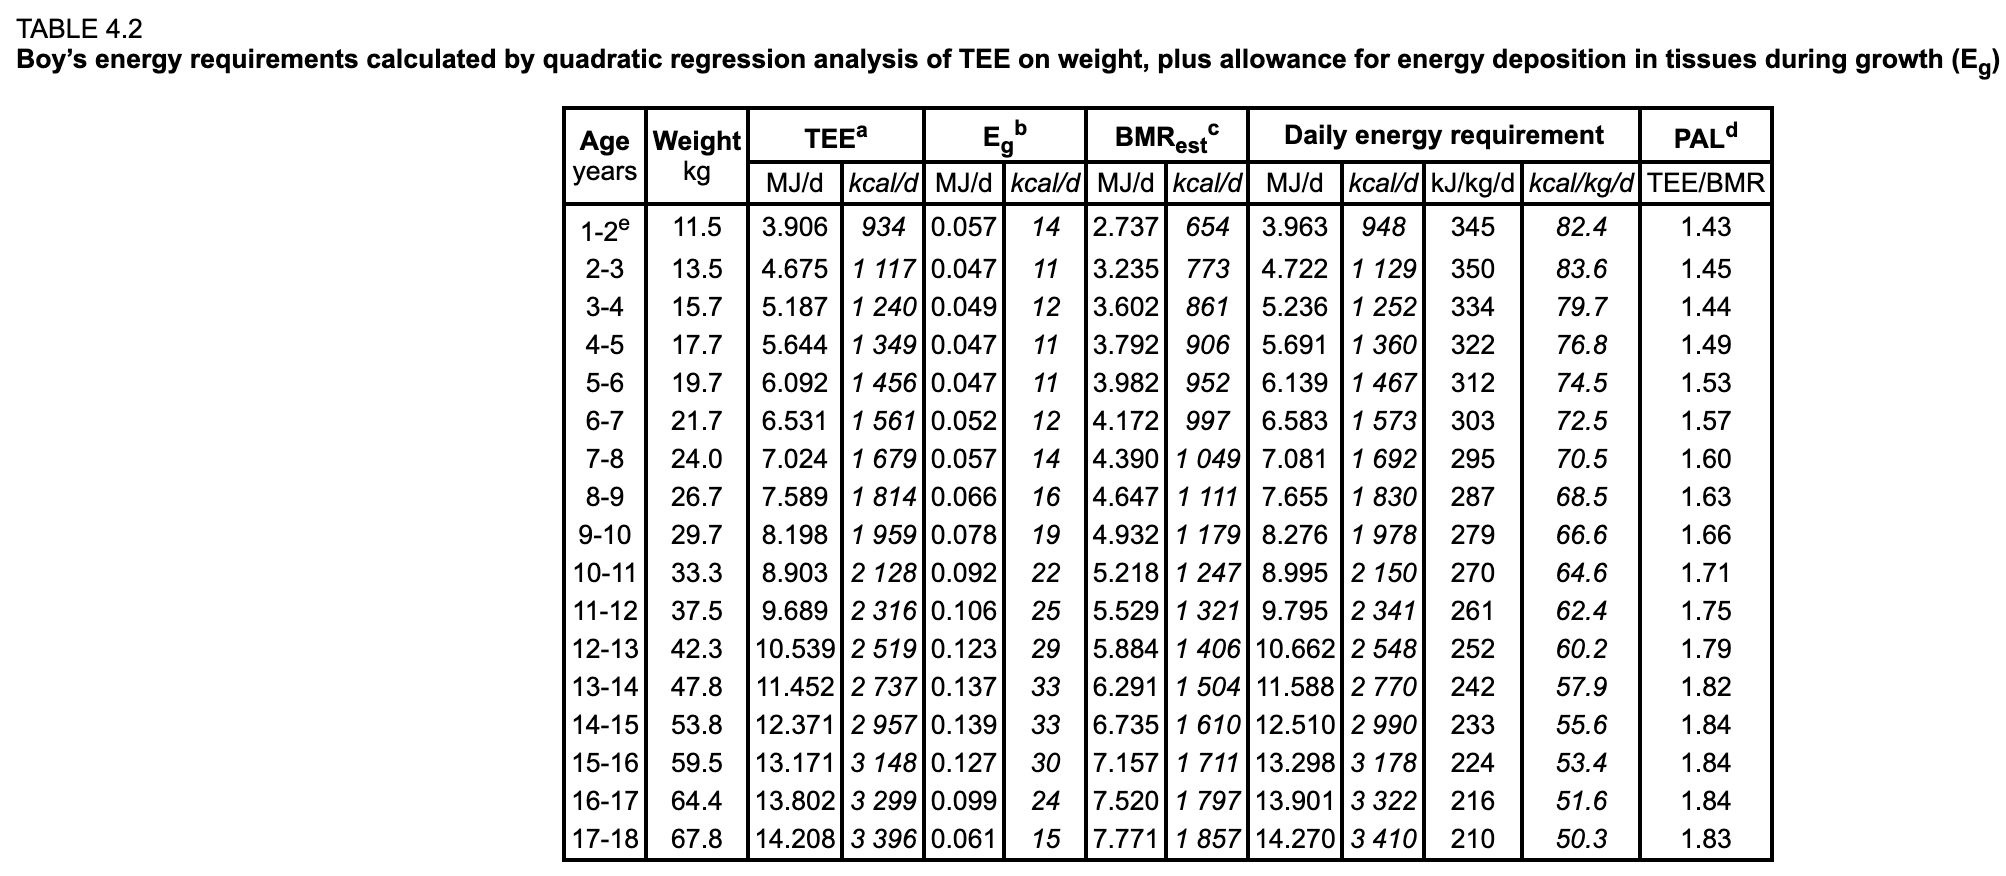 TABLE 4.2
Boy’s energy requirements calculated by quadratic regression analysis of TEE on weight, plus allowance for energy deposition in tissues during growth (Eg)
Age years Weight kg TEEa Egb BMRestc Daily energy requirement PALd
MJ/d kcal/d MJ/d kcal/d MJ/d kcal/d MJ/d kcal/d kJ/kg/d kcal/kg/d TEE/BMR
1-2e 11.5 3.906 934 0.057 14 2.737 654 3.963 948 345 82.4 1.43
2-3 13.5 4.675 1 117 0.047 11 3.235 773 4.722 1 129 350 83.6 1.45
3-4 15.7 5.187 1 240 0.049 12 3.602 861 5.236 1 252 334 79.7 1.44
4-5 17.7 5.644 1 349 0.047 11 3.792 906 5.691 1 360 322 76.8 1.49
5-6 19.7 6.092 1 456 0.047 11 3.982 952 6.139 1 467 312 74.5 1.53
6-7 21.7 6.531 1 561 0.052 12 4.172 997 6.583 1 573 303 72.5 1.57
7-8 24.0 7.024 1 679 0.057 14 4.390 1 049 7.081 1 692 295 70.5 1.60
8-9 26.7 7.589 1 814 0.066 16 4.647 1 111 7.655 1 830 287 68.5 1.63
9-10 29.7 8.198 1 959 0.078 19 4.932 1 179 8.276 1 978 279 66.6 1.66
10-11 33.3 8.903 2 128 0.092 22 5.218 1 247 8.995 2 150 270 64.6 1.71
11-12 37.5 9.689 2 316 0.106 25 5.529 1 321 9.795 2 341 261 62.4 1.75
12-13 42.3 10.539 2 519 0.123 29 5.884 1 406 10.662 2 548 252 60.2 1.79
13-14 47.8 11.452 2 737 0.137 33 6.291 1 504 11.588 2 770 242 57.9 1.82
14-15 53.8 12.371 2 957 0.139 33 6.735 1 610 12.510 2 990 233 55.6 1.84
15-16 59.5 13.171 3 148 0.127 30 7.157 1 711 13.298 3 178 224 53.4 1.84
16-17 64.4 13.802 3 299 0.099 24 7.520 1 797 13.901 3 322 216 51.6 1.84
17-18 67.8 14.208 3 396 0.061 15 7.771 1 857 14.270 3 410 210 50.3 1.83